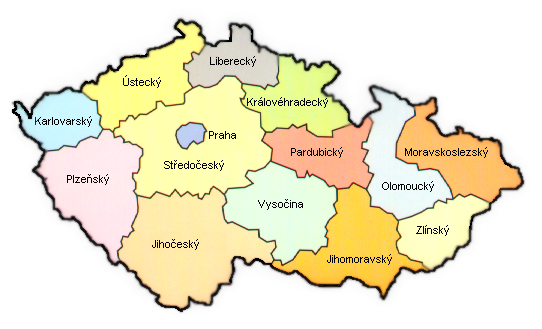 Liberecký
Ústecký
Královéhradecký
Karlovarský
Praha
Středočeský
Pardubický
Moravskoslezský
Plzeňský
Olomoucký
Vysočina
Zlínský
Jihočeský
Jihomoravský